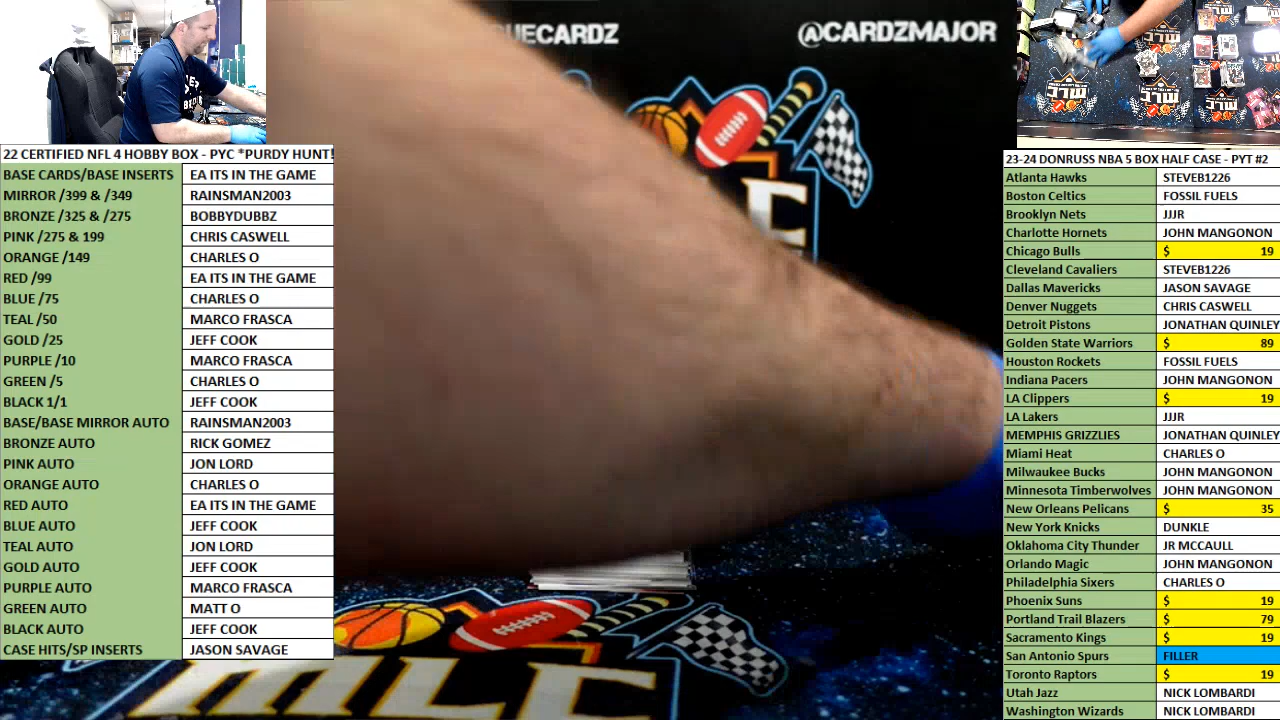 UECARDZ
@CARDZMAJOR
22 CERTIFIED NFL 4 HOBBY BOX - PYC *PURDY HUNT!
BASE CARDS/BASE INSERTS EA ITS IN THE GAME
MIRROR /399 & /349 RAINSMAN2003
BRONZE /325 & /275 BOBBYDUBBZ
PINK /275 & 199 CHRIS CASWELL
ORANGE /149 CHARLES O
RED /99 EA ITS IN THE GAME
BLUE /75 CHARLES O
TEAL /50 MARCO FRASCA
GOLD /25 JEFF COOK
PURPLE /10 MARCO FRASCA
GREEN /5 CHARLES O
BLACK 1/1 JEFF COOK
BASE/BASE MIRROR AUTO RAINSMAN2003
BRONZE AUTO RICK GOMEZ
PINK AUTO JON LORD
ORANGE AUTO CHARLES O
RED AUTO EA ITS IN THE GAME
BLUE AUTO JEFF COOK
TEAL AUTO JON LORD
GOLD AUTO JEFF COOK
PURPLE AUTO MARCO FRASCA
GREEN AUTO MATT O
BLACK AUTO JEFF COOK
CASE HITS/SP INSERTS JASON SAVAGE
MLC
23-24 DONRUSS NBA 5 BOX HALF CASE - PYT #2
Atlanta Hawks STEVEB1226
Boston Celtics FOSSIL FUELS
Brooklyn Nets JJJR
Charlotte Hornets JOHN MANGONON
Chicago Bulls $ 19
Cleveland Cavaliers STEVEB1226
Dallas Mavericks JASON SAVAGE
Denver Nuggets CHRIS CASWELL
Detroit Pistons JONATHAN QUINLEY
Golden State Warriors $ 89
Houston Rockets FOSSIL FUELS
Indiana Pacers JOHN MANGONON
LA Clippers $ 19
LA Lakers JJJR
MEMPHIS GRIZZLIES JONATHAN QUINLEY
Miami Heat CHARLES O
Milwaukee Bucks JOHN MANGONON
Minnesota Timberwolves JOHN MANGONON
New Orleans Pelicans $ 35
New York Knicks DUNKLE
Oklahoma City Thunder JR MCCAULL
Orlando Magic JOHN MANGONON
Philadelphia Sixers CHARLES O
Phoenix Suns $ 19
Portland Trail Blazers $ 79
Sacramento Kings $ 19
San Antonio Spurs FILLER
Toronto Raptors $ 19
Utah Jazz NICK LOMBARDI
Washington Wizards NICK LOMBARDI